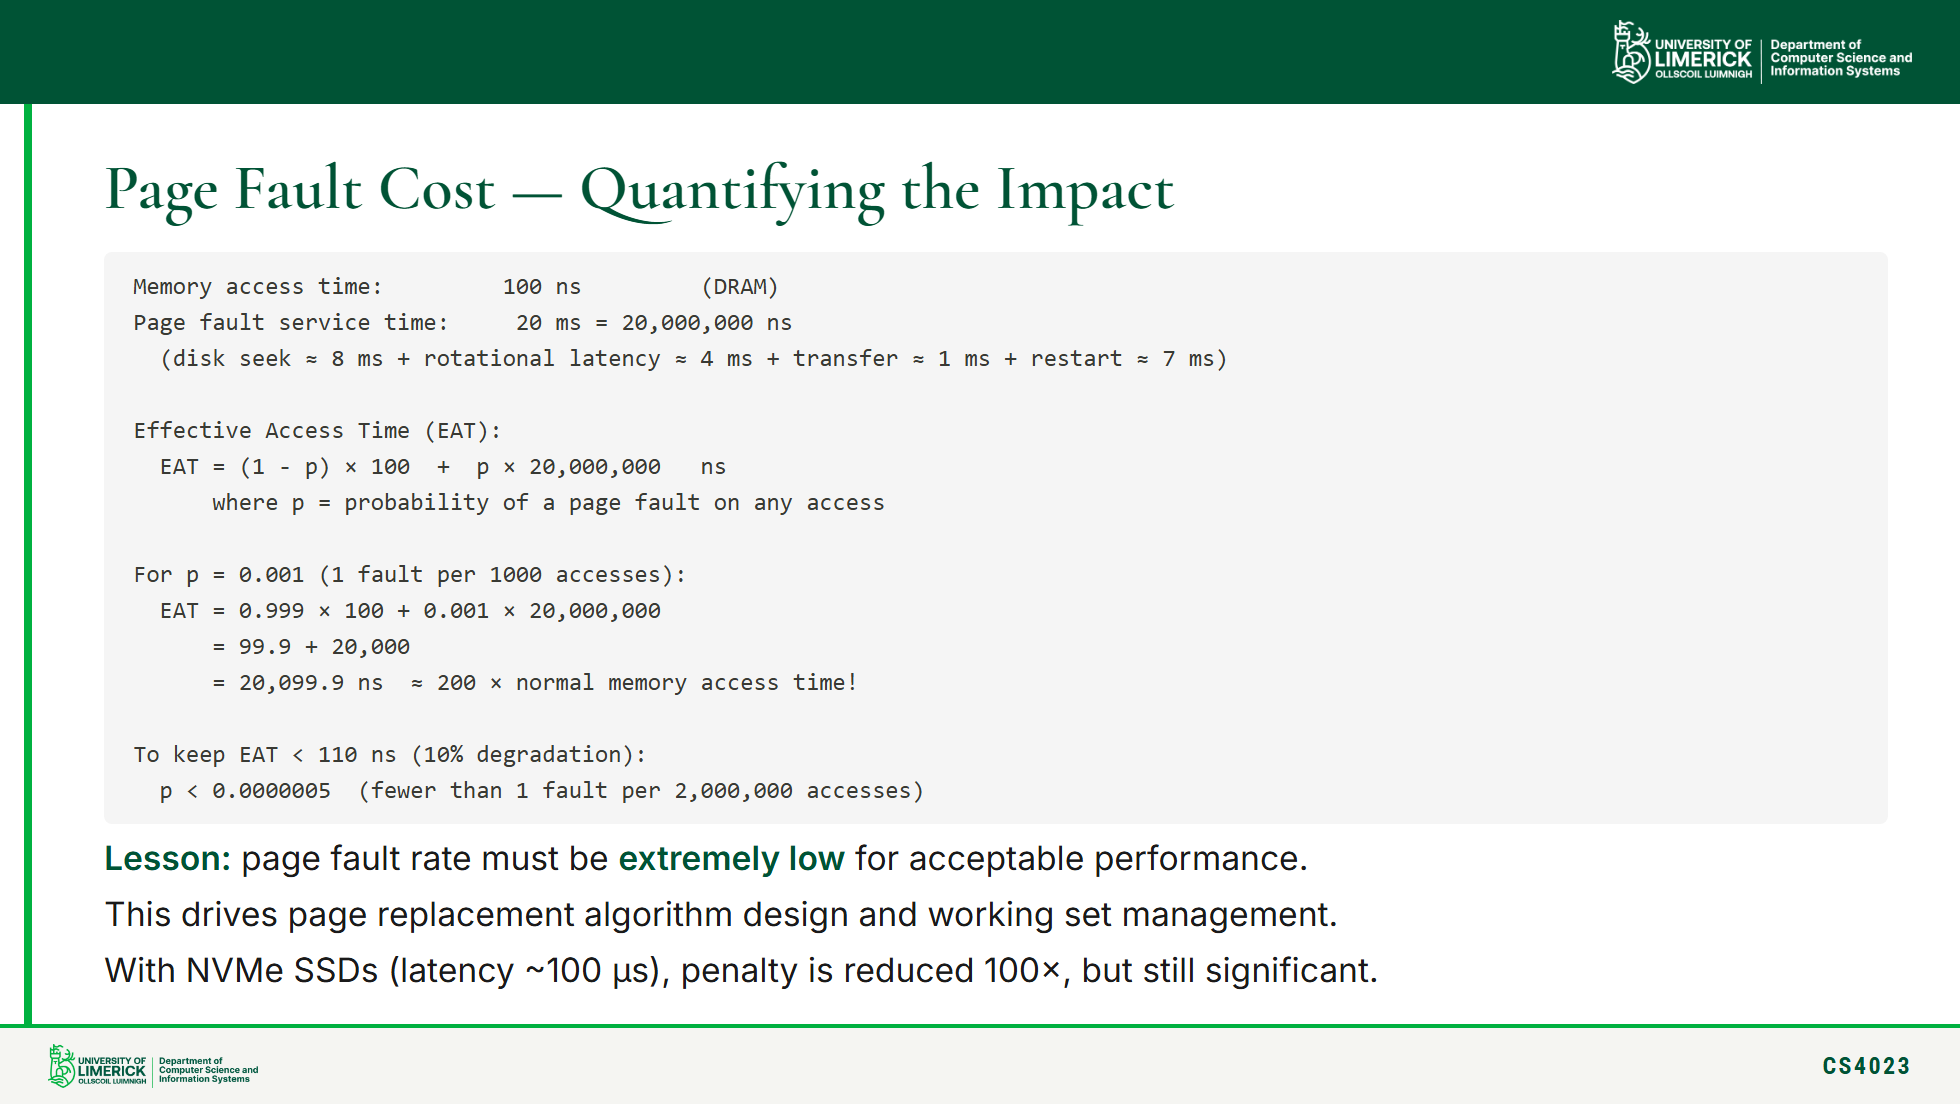 UNIVERSITY OF
LIMERICK
OLLSCOIL LUIMNIGH
Department of
Computer Science and
Information Systems
Page Fault Cost — Quantifying the Impact
Memory access time:         100 ns         (DRAM)
Page fault service time:     20 ms = 20,000,000 ns
  (disk seek ≈ 8 ms + rotational latency ≈ 4 ms + transfer ≈ 1 ms + restart ≈ 7 ms)
Effective Access Time (EAT):
  EAT = (1 - p) × 100  +  p × 20,000,000   ns
      where p = probability of a page fault on any access
For p = 0.001 (1 fault per 1000 accesses):
  EAT = 0.999 × 100 + 0.001 × 20,000,000
      = 99.9 + 20,000
      = 20,099.9 ns  ≈ 200 × normal memory access time!
To keep EAT < 110 ns (10% degradation):
  p < 0.0000005  (fewer than 1 fault per 2,000,000 accesses)
Lesson: page fault rate must be extremely low for acceptable performance.
This drives page replacement algorithm design and working set management.
With NVMe SSDs (latency ~100 μs), penalty is reduced 100×, but still significant.
UNIVERSITY OF
LIMERICK
OLLSCOIL LUIMNIGH
Department of
Computer Science and
Information Systems
CS4023